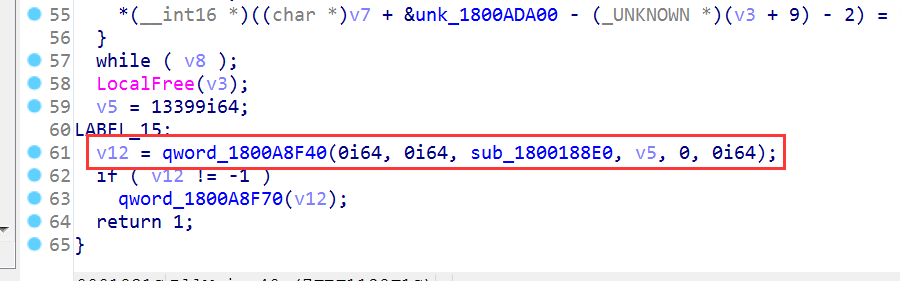 55 *(__int16 *)((char *)v7 + &unk_1800ADA00 - (_UNKNOWN *)(v3 + 9) - 2) =
56 }
57 while ( v8 );
58 LocalFree(v3);
59 v5 = 13399i64;
60 LABEL_15:
61 v12 = qword_1800A8F40(0i64, 0i64, sub_1800188E0, v5, 0, 0i64);
62 if ( v12 != -1 )
63 qword_1800A8F70(v12);
64 return 1;
65 }